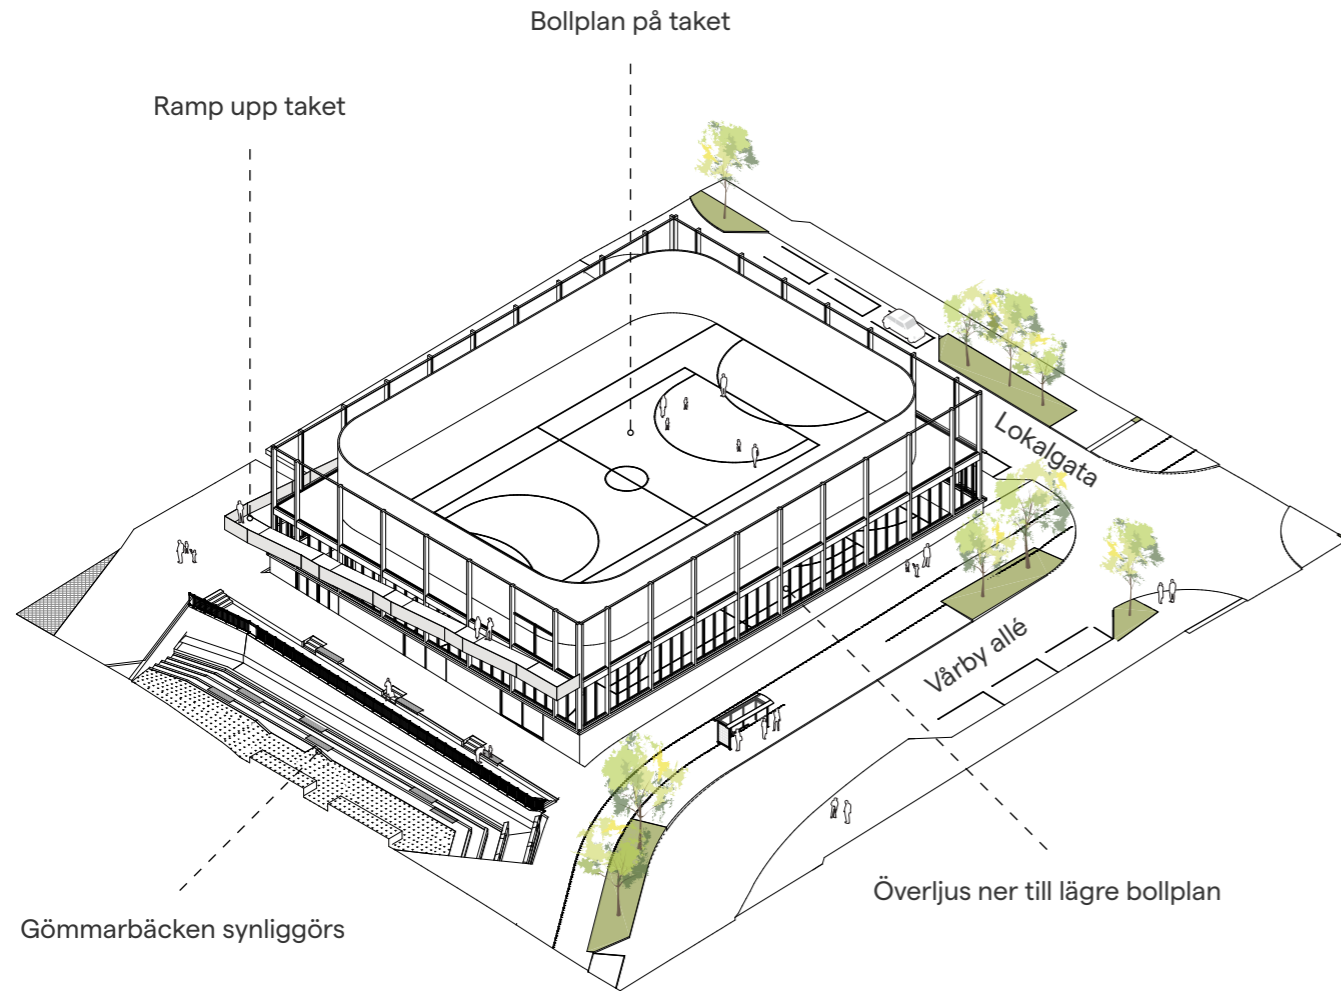 Bollplan på taket
Ramp upp taket
Lokalgata
Vårby allé
Överljus ner till lägre bollplan
Gömmarbäcken synliggörs